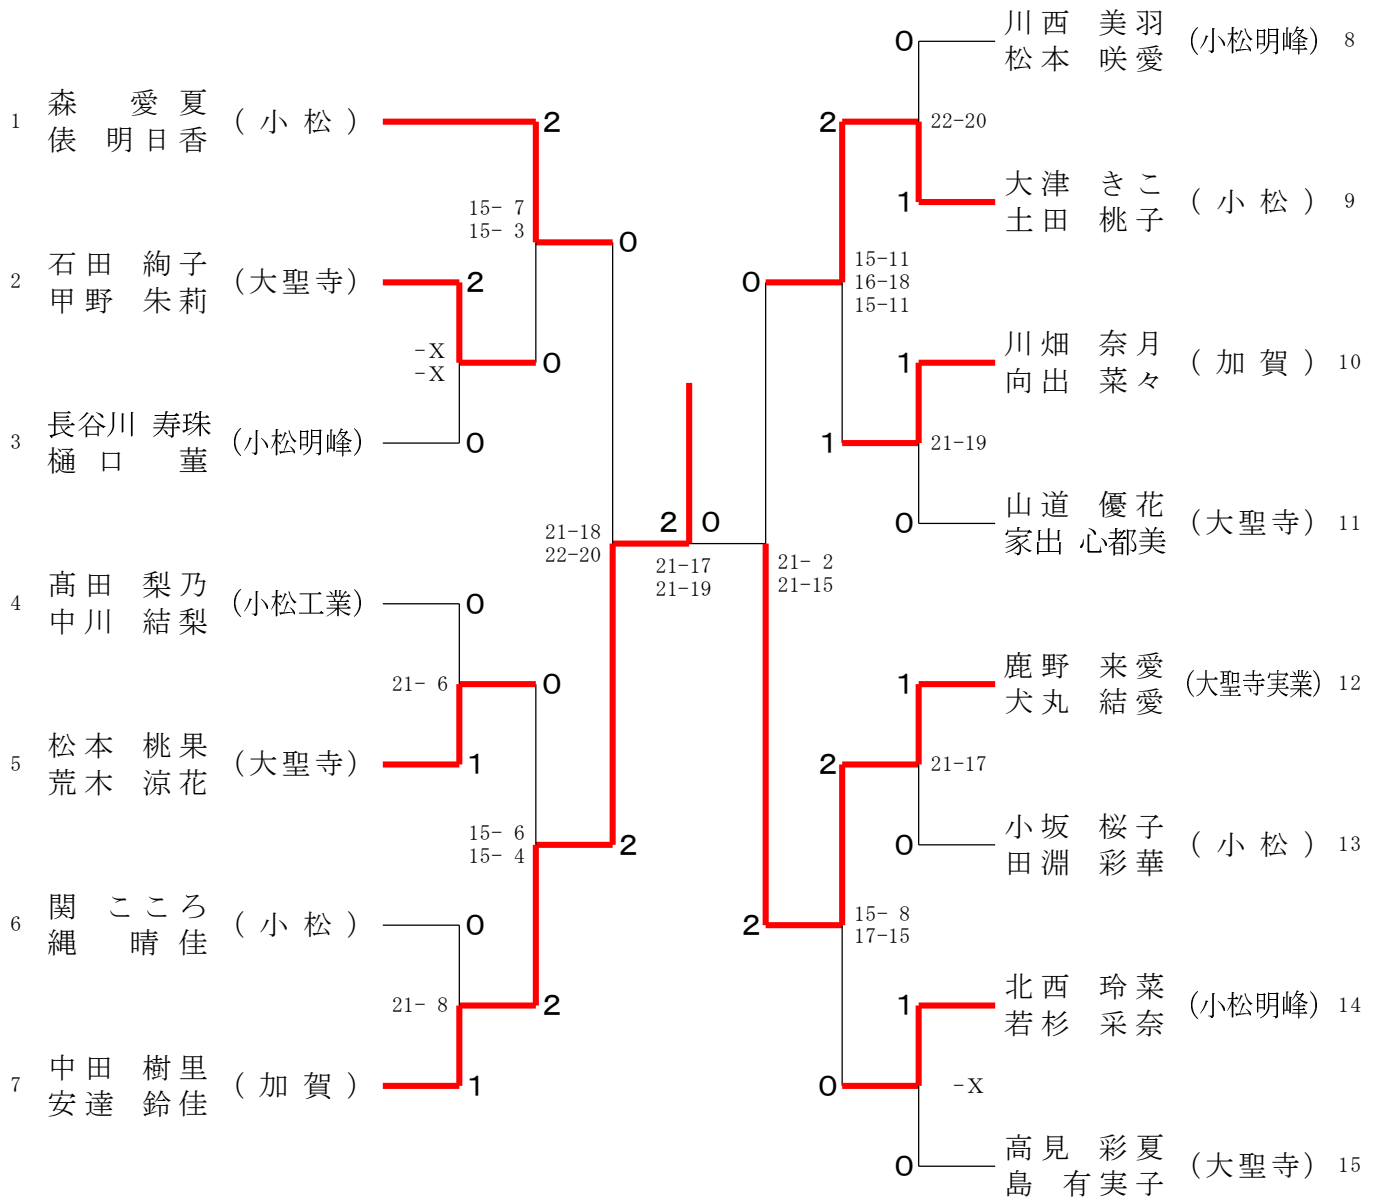 1 森 愛夏 (小松)
俵 明日香
2
15- 7
15- 3
0
2 石田 絢子 (大聖寺)
甲野 朱莉
2
-X
-X
0
3 長谷川 寿珠 (小松明峰)
樋口 菫
0
4 髙田 梨乃 (小松工業)
中川 結梨
0
21- 6
0
5 松本 桃果 (大聖寺)
荒木 涼花
1
15- 6
15- 4
2
6 関 こころ (小松)
縄 晴佳
0
21- 8
2
7 中田 樹里 (加賀)
安達 鈴佳
1
21-18
22-20
2 0
21-17
21-19
0
川西 美羽 (小松明峰) 8
松本 咲愛
2
22-20
1
大津 きこ (小松) 9
土田 桃子
0
15-11
16-18
15-11
1
川畑 奈月 (加賀) 10
向出 菜々
1
21-19
0
山道 優花 (大聖寺) 11
家出 心都美
21- 2
21-15
1
鹿野 来愛 (大聖寺実業) 12
犬丸 結愛
2
21-17
0
小坂 桜子 (小松) 13
田淵 彩華
2
15- 8
17-15
1
北西 玲菜 (小松明峰) 14
若杉 采奈
0
-X
0
高見 彩夏 (大聖寺) 15
島 有実子